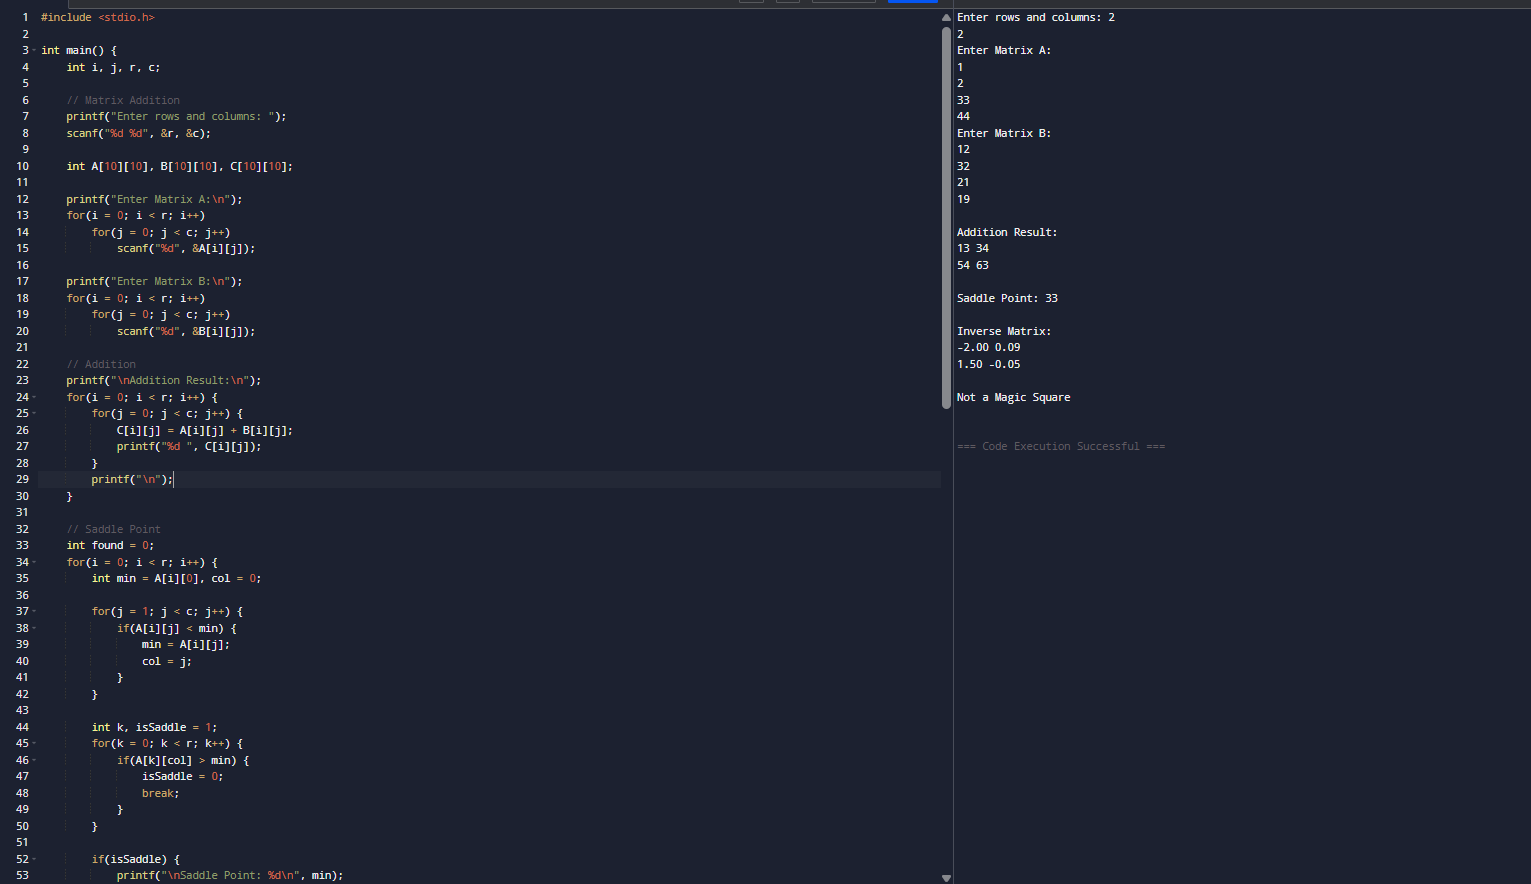 1 #include <stdio.h>
2
3 int main() {
4     int i, j, r, c;
5
6     // Matrix Addition
7     printf("Enter rows and columns: ");
8     scanf("%d %d", &r, &c);
9
10     int A[10][10], B[10][10], C[10][10];
11
12     printf("Enter Matrix A:\n");
13     for(i = 0; i < r; i++)
14         for(j = 0; j < c; j++)
15             scanf("%d", &A[i][j]);
16
17     printf("Enter Matrix B:\n");
18     for(i = 0; i < r; i++)
19         for(j = 0; j < c; j++)
20             scanf("%d", &B[i][j]);
21
22     // Addition
23     printf("\nAddition Result:\n");
24     for(i = 0; i < r; i++) {
25         for(j = 0; j < c; j++) {
26             C[i][j] = A[i][j] + B[i][j];
27             printf("%d ", C[i][j]);
28         }
29         printf("\n");
30     }
31
32     // Saddle Point
33     int found = 0;
34     for(i = 0; i < r; i++) {
35         int min = A[i][0], col = 0;
36
37         for(j = 1; j < c; j++) {
38             if(A[i][j] < min) {
39                 min = A[i][j];
40                 col = j;
41             }
42         }
43
44         int k, isSaddle = 1;
45         for(k = 0; k < r; k++) {
46             if(A[k][col] > min) {
47                 isSaddle = 0;
48                 break;
49             }
50         }
51
52         if(isSaddle) {
53             printf("\nSaddle Point: %d\n", min);
Enter rows and columns: 2
2
Enter Matrix A:
1
2
33
44
Enter Matrix B:
12
32
21
19

Addition Result:
13 34
54 63

Saddle Point: 33

Inverse Matrix:
-2.00 0.09
1.50 -0.05

Not a Magic Square

=== Code Execution Successful ===